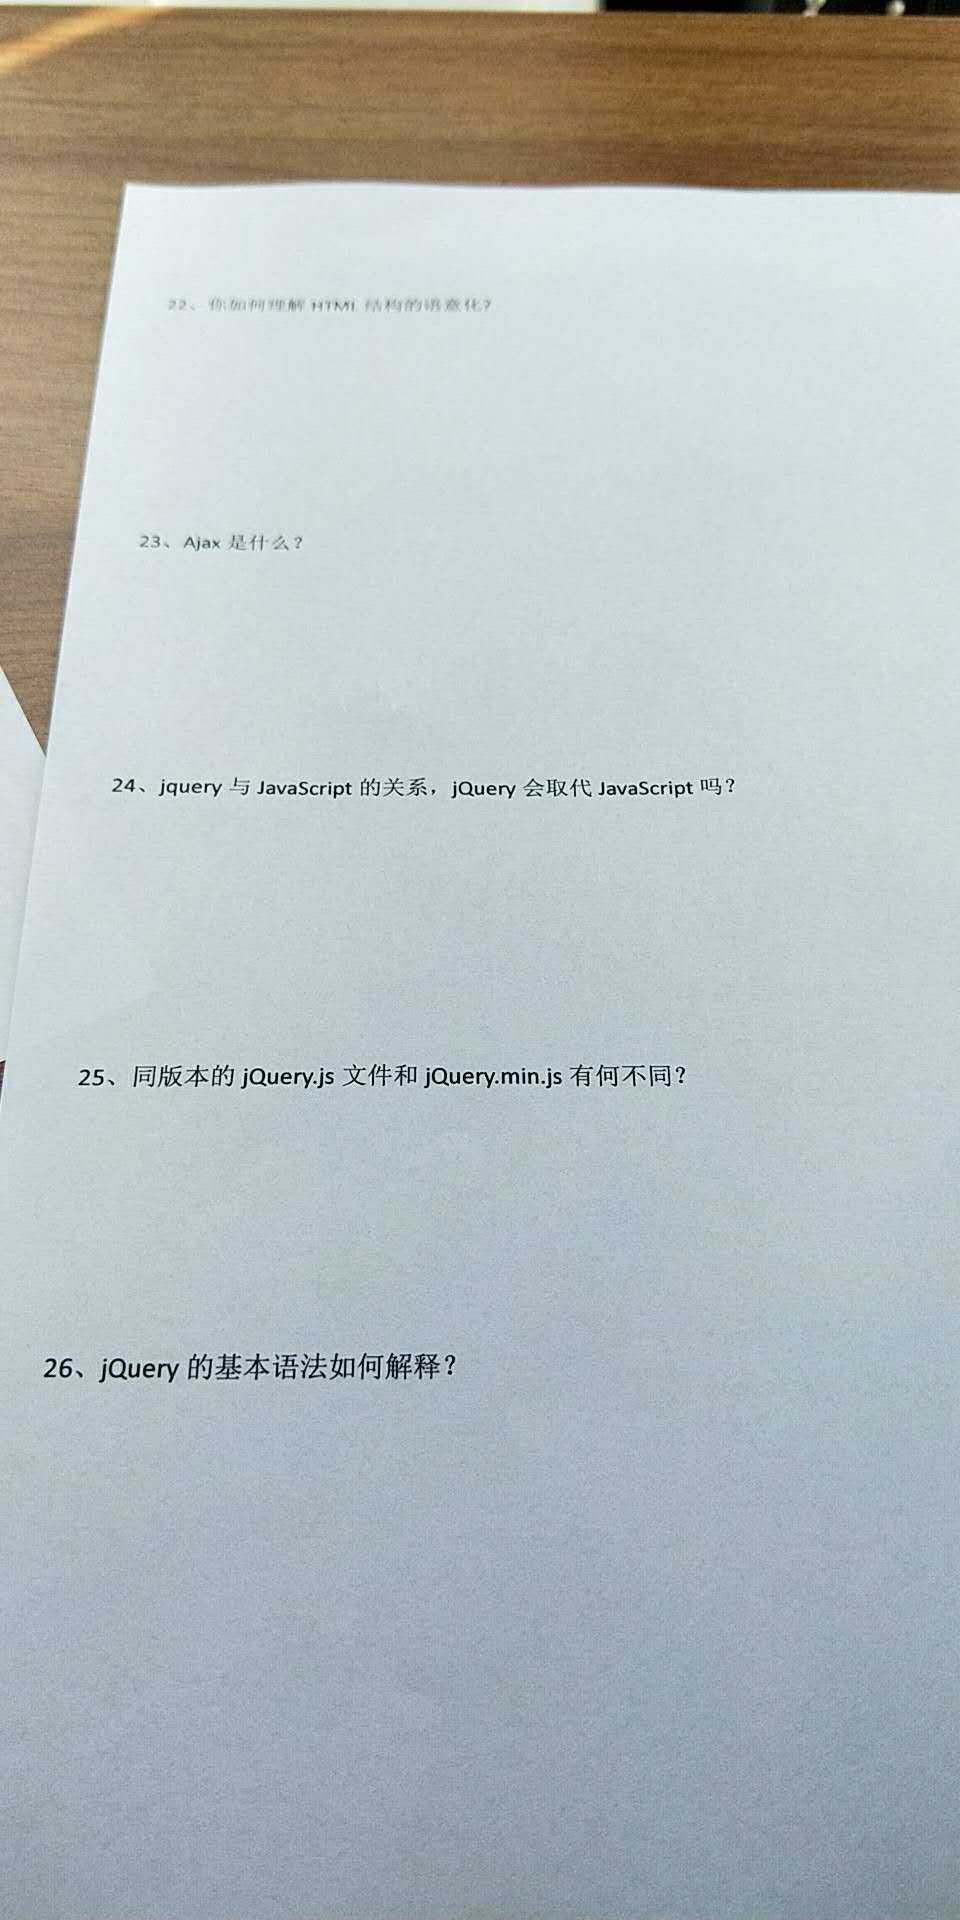 22、你如何理解 HTML 结构的语意化？
23、Ajax 是什么？
24、jquery 与 JavaScript 的关系，jQuery 会取代 JavaScript 吗？
25、同版本的 jQuery.js 文件和 jQuery.min.js 有何不同？
26、jQuery 的基本语法如何解释？